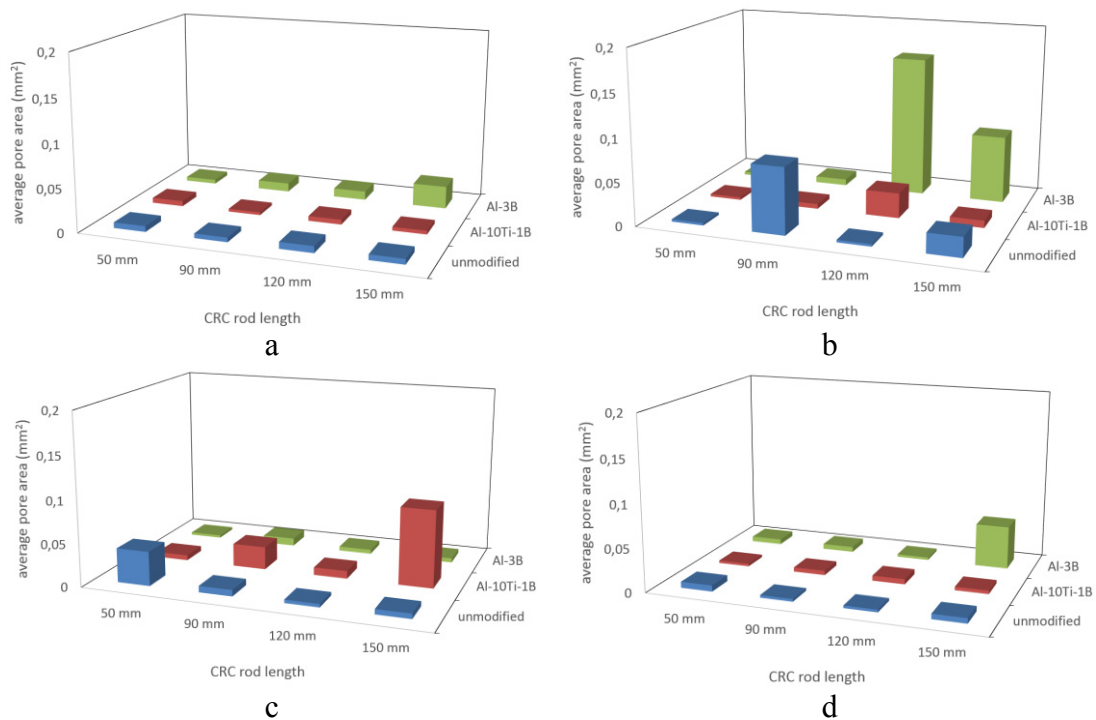 0,2
0,15
0,1
0,05
0
average pore area (mm²)
50 mm
90 mm
120 mm
150 mm
CRC rod length
Al-3B
Al-10Ti-1B
unmodified
a
0,2
0,15
0,1
0,05
0
average pore area (mm²)
50 mm
90 mm
120 mm
150 mm
CRC rod length
Al-3B
Al-10Ti-1B
unmodified
b
0,2
0,15
0,1
0,05
0
average pore area (mm²)
50 mm
90 mm
120 mm
150 mm
CRC rod length
Al-3B
Al-10Ti-1B
unmodified
c
0,2
0,15
0,1
0,05
0
average pore area (mm²)
50 mm
90 mm
120 mm
150 mm
CRC rod length
Al-3B
Al-10Ti-1B
unmodified
d